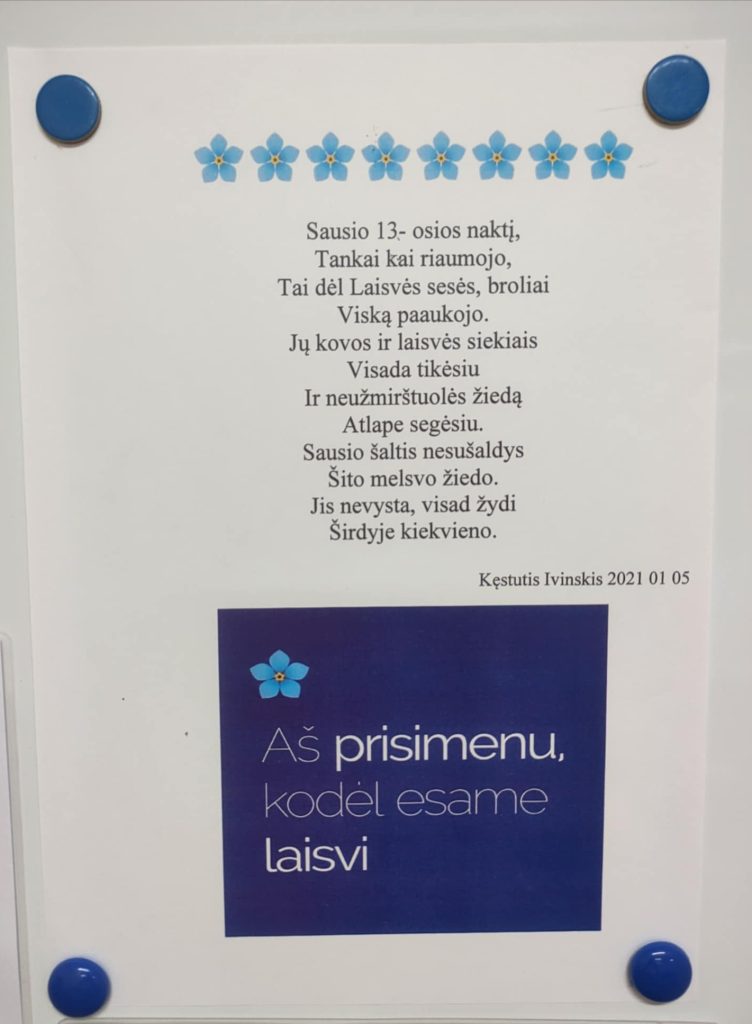 Sausio 13- osios naktį,
Tankai kai riaumojo,
Tai dėl Laisvės sesės, broliai
Viską paaukojo.
Jų kovos ir laisvės siekiais
Visada tikėsiu
Ir neužmirštuolės žiedą
Atlape segėsiu.
Sausio šaltis nesušaldys
Šito melsvo žiedo.
Jis nevysta, visad žydi
Širdyje kiekvieno.
Kęstutis Ivinskis 2021 01 05
Aš prisimenu,
kodėl esame
laisvi